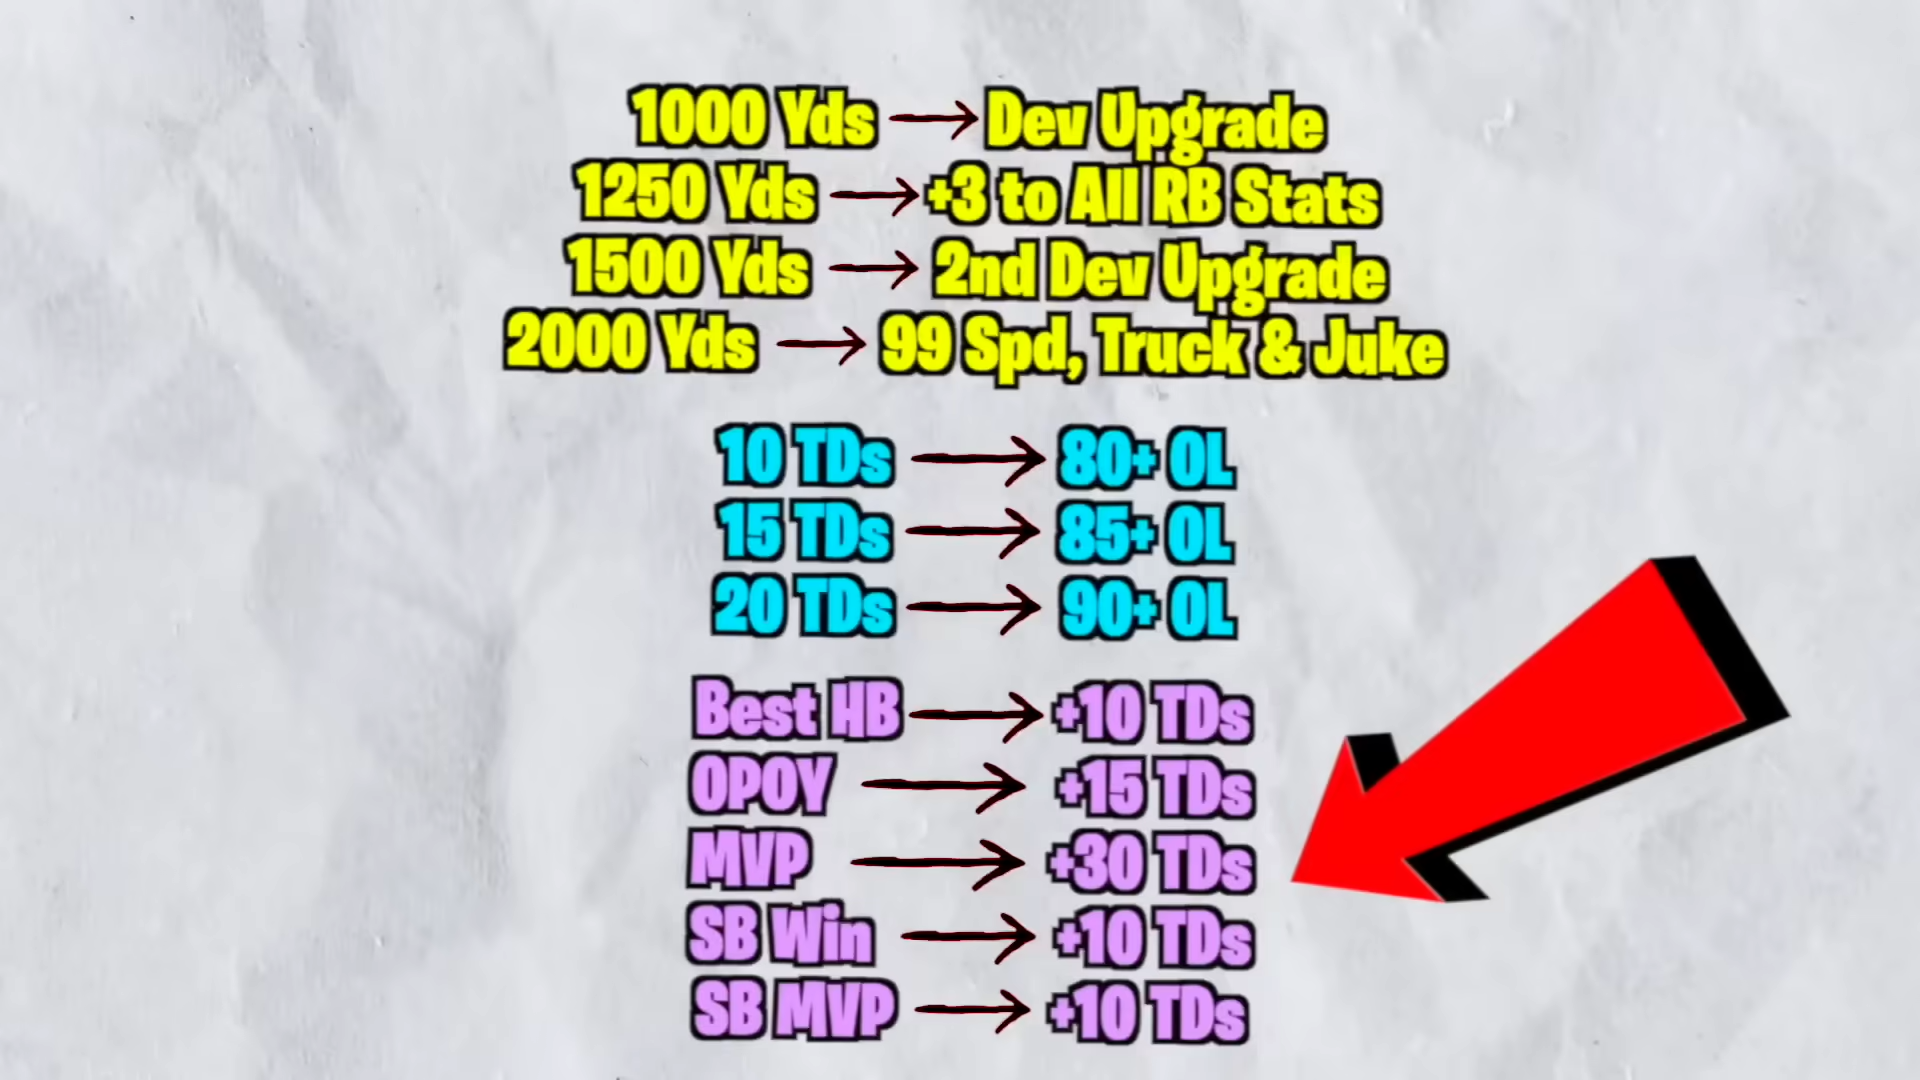 1000 Yds → Dev Upgrade
1250 Yds → +3 to All RB Stats
1500 Yds → 2nd Dev Upgrade
2000 Yds → 99 Spd, Truck & Juke
10 TDs → 80+ OL
15 TDs → 85+ OL
20 TDs → 90+ OL
Best HB → +10 TDs
OPOY → +15 TDs
MVP → +30 TDs
SB Win → +10 TDs
SB MVP → +10 TDs